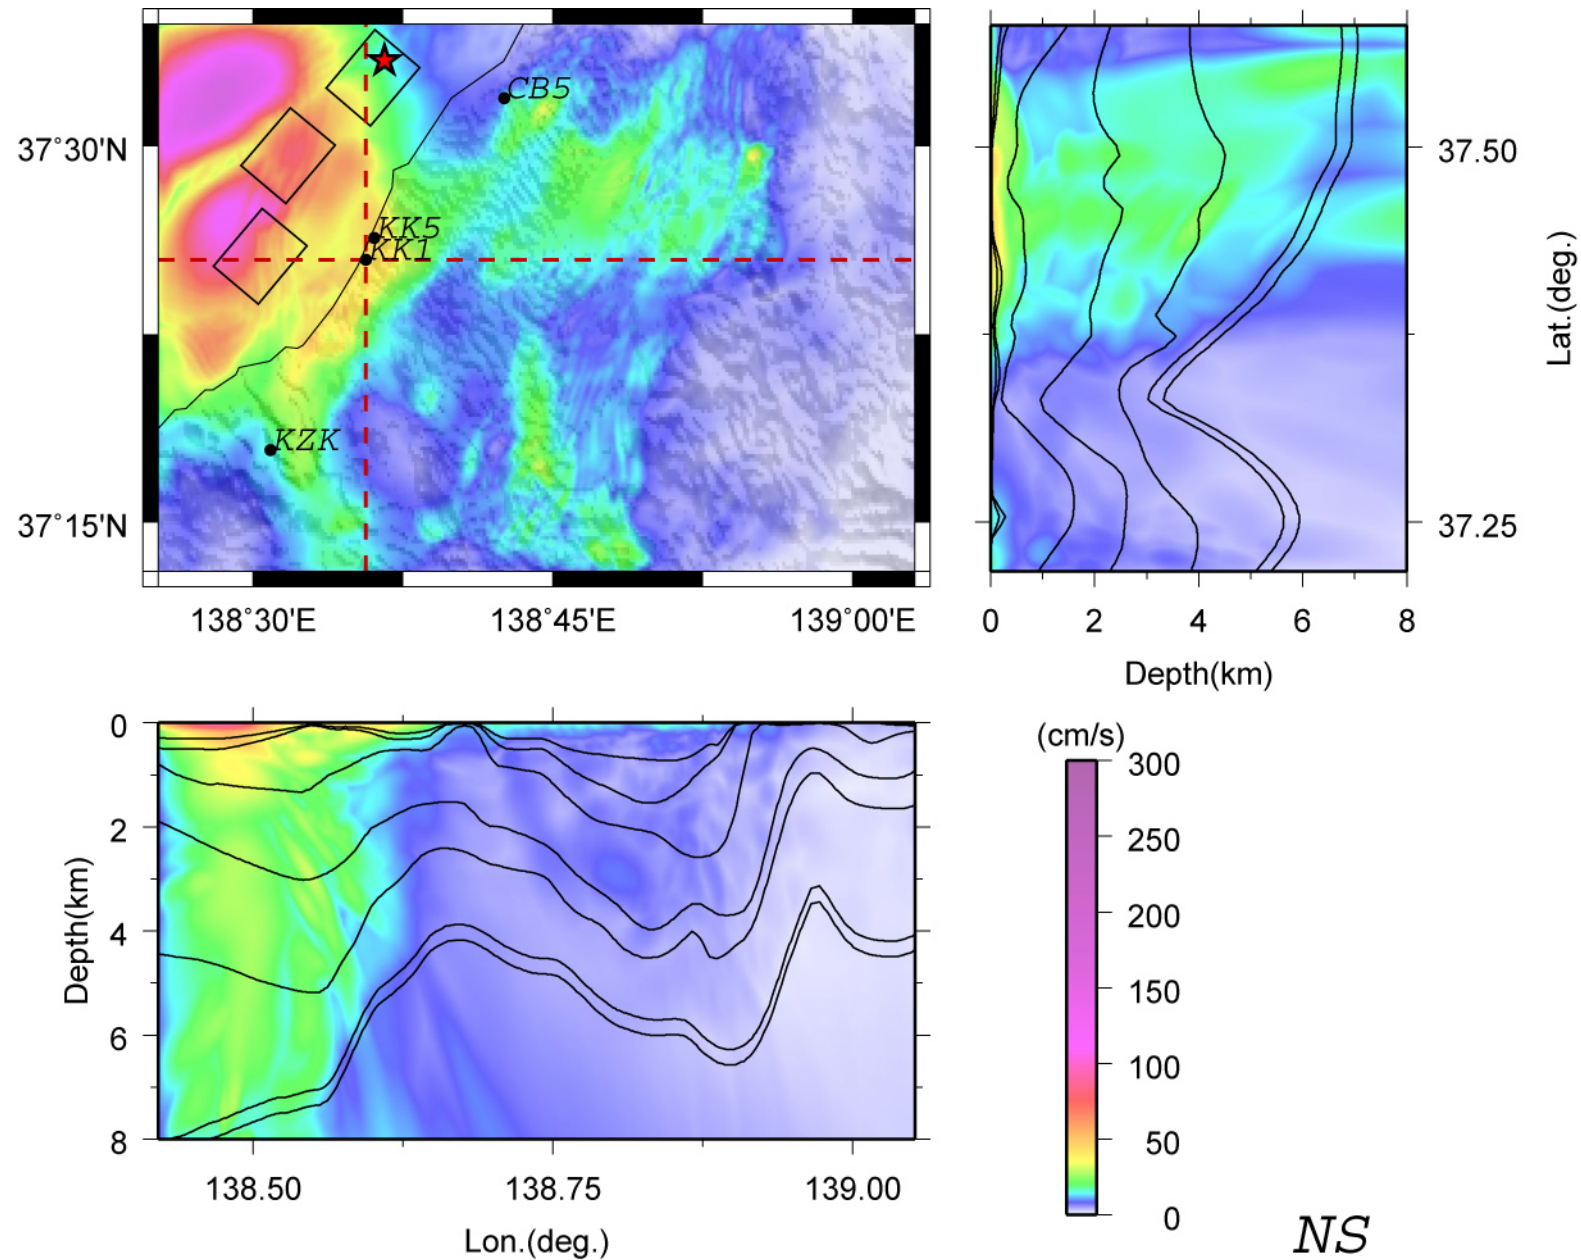 CB5
37°30'N
37.50
KK5
KK1
Lat.(deg.)
KZK
37°15'N
37.25
138°30'E 138°45'E 139°00'E
0 2 4 6 8
Depth(km)
0
2
4
6
8
Depth(km)
138.50 138.75 139.00
Lon.(deg.)
(cm/s)
300
250
200
150
100
50
0
NS